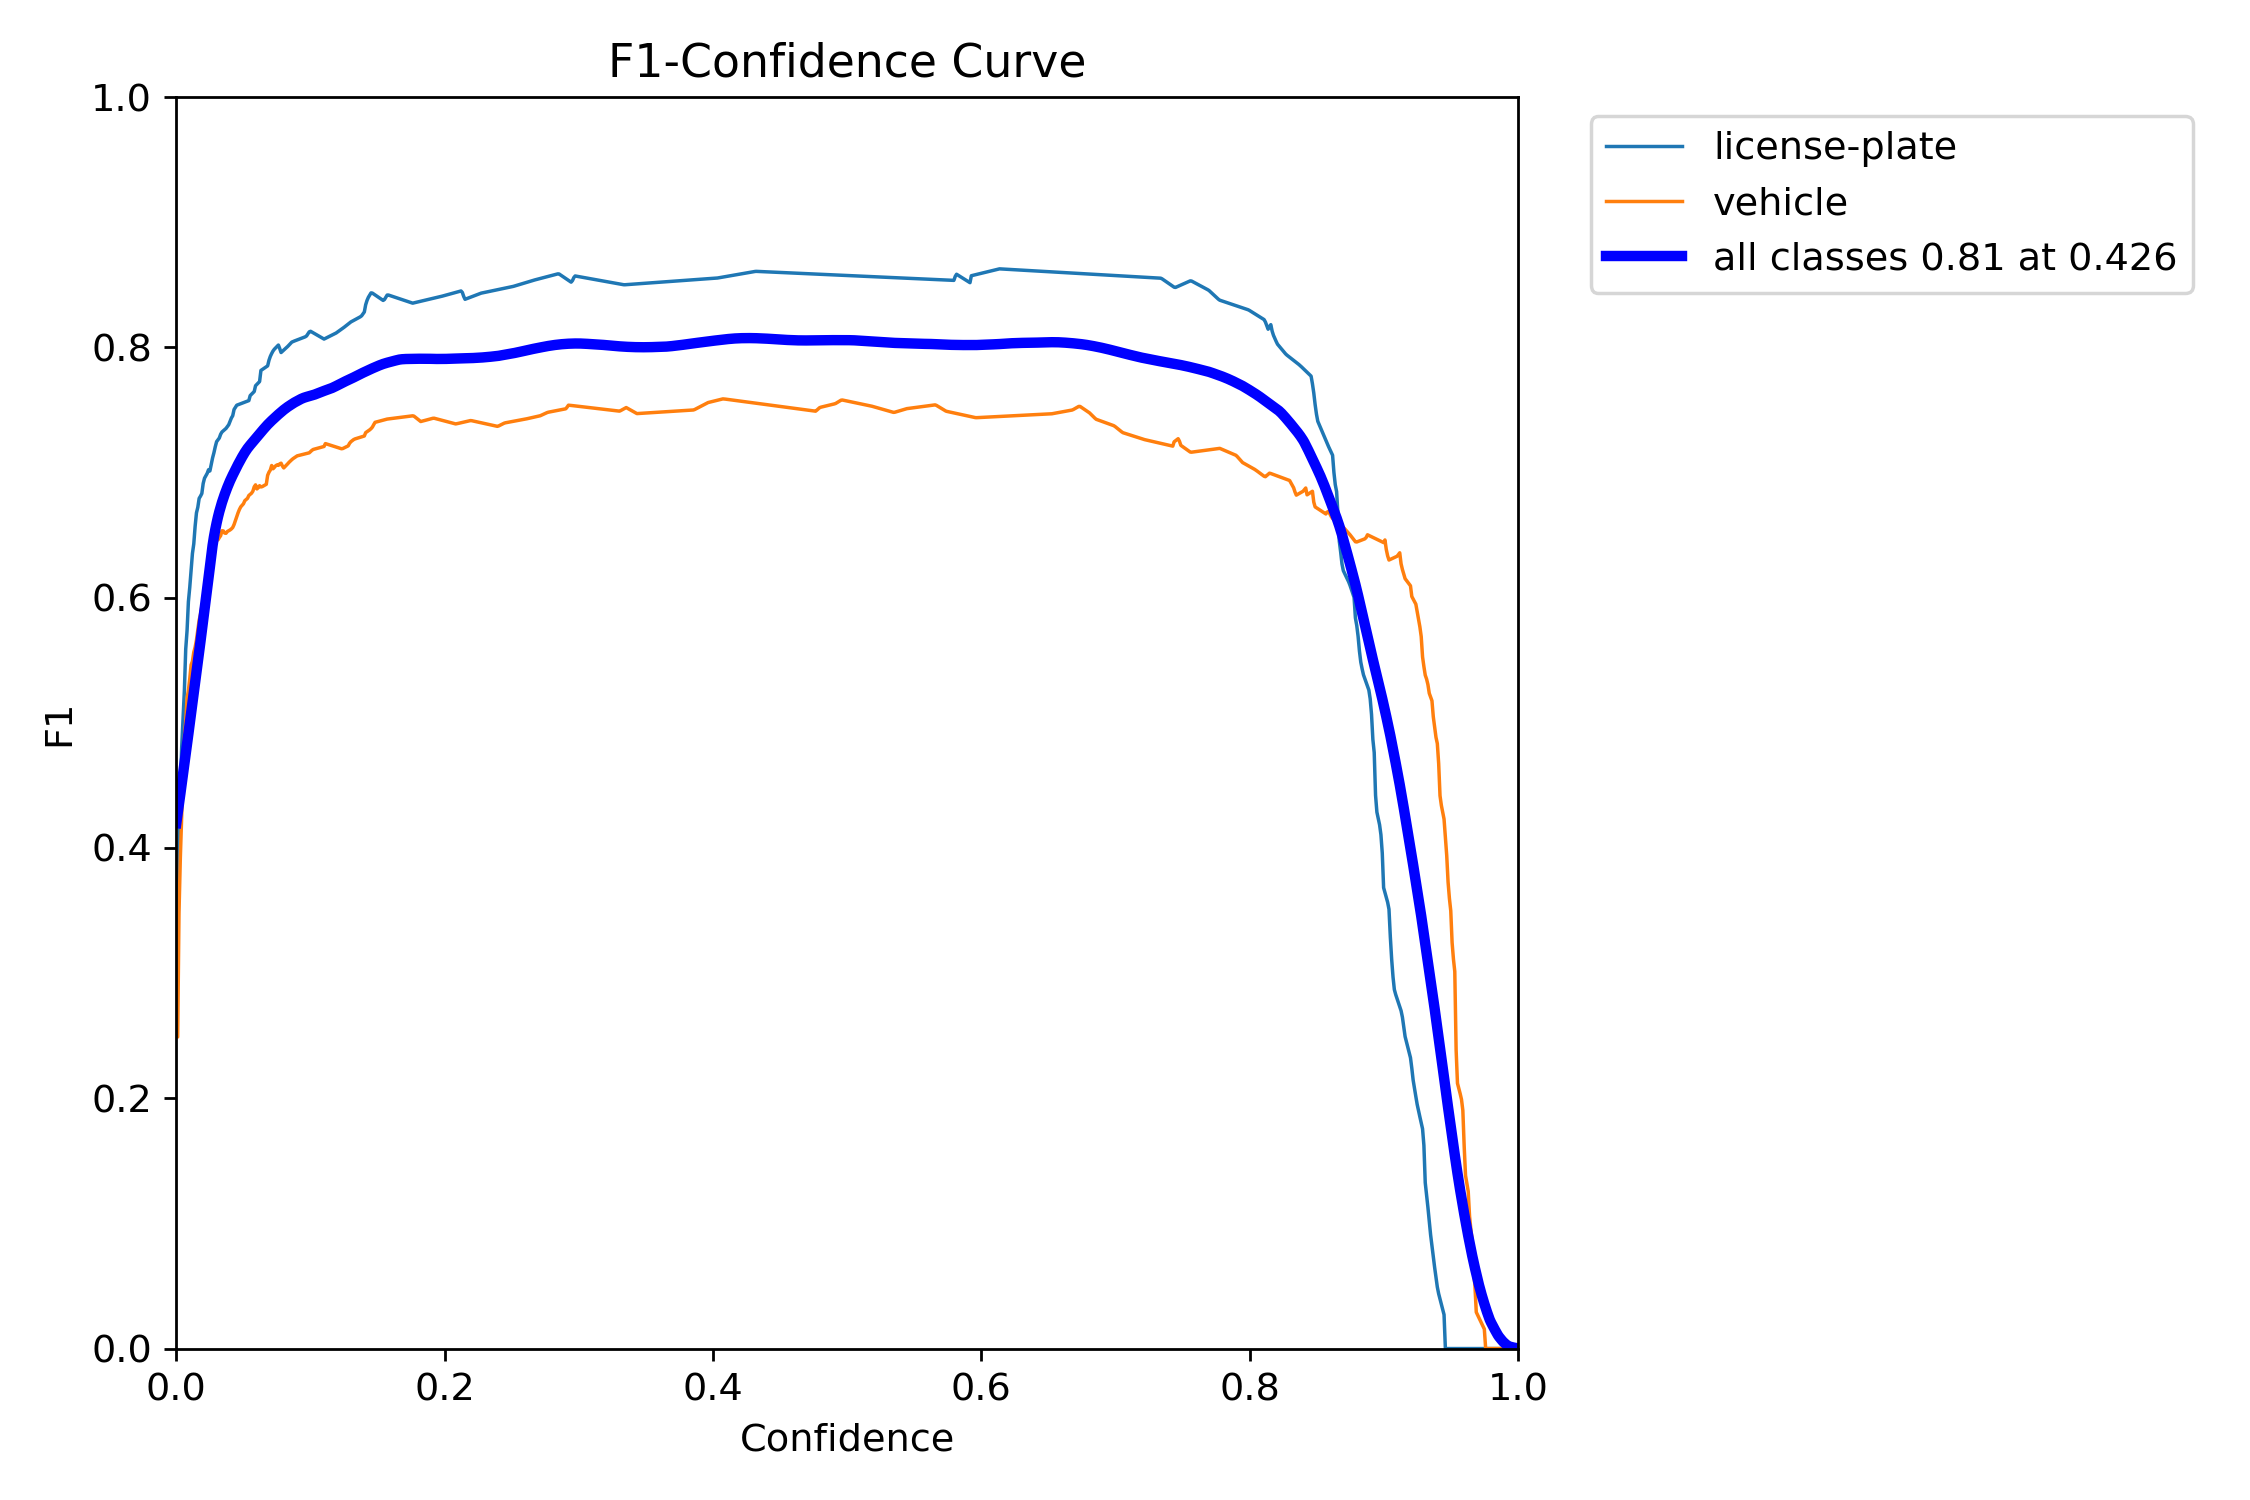 F1-Confidence Curve
1.0
0.8
0.6
0.4
0.2
0.0
F1
0.0 0.2 0.4 0.6 0.8 1.0
Confidence
license-plate
vehicle
all classes 0.81 at 0.426